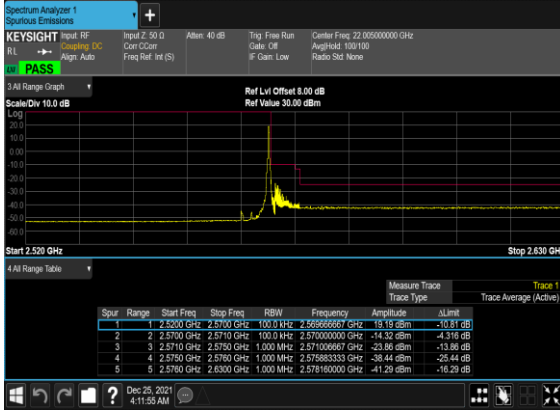 Spectrum Analyzer 1
Spurious Emissions
+
KEYSIGHT Input: RF Input Z: 50 Ω Atten: 40 dB Trig: Free Run Center Freq: 22.005000000 GHz
RL Coupling: DC Corr CCorr Gate: Off Avg|Hold: 100/100
Align: Auto Freq Ref: Int (S) IF Gain: Low Radio Std: None
PASS
3 All Range Graph
Ref Lvl Offset 8.00 dB
Scale/Div 10.0 dB Ref Value 30.00 dBm
Log
20.0
10.0
0.00
-10.0
-20.0
-30.0
-40.0
-50.0
-60.0
Start 2.520 GHz Stop 2.630 GH
4 All Range Table
Measure Trace Trace 1
Trace Type Trace Average (Active)
Spur Range Start Freq Stop Freq RBW Frequency Amplitude ΔLimit
1 1 2.5200 GHz 2.5700 GHz 100.0 kHz 2.569666667 GHz 19.19 dBm -10.81 dB
2 2 2.5700 GHz 2.5710 GHz 100.0 kHz 2.570000000 GHz -14.32 dBm -4.316 dB
3 3 2.5710 GHz 2.5750 GHz 1.000 MHz 2.571006667 GHz -23.86 dBm -13.86 dB
4 4 2.5750 GHz 2.5760 GHz 1.000 MHz 2.575883333 GHz -38.44 dBm -25.44 dB
5 5 2.5760 GHz 2.6300 GHz 1.000 MHz 2.578160000 GHz -41.29 dBm -16.29 dB
? Dec 25, 2021
4:11:55 AM